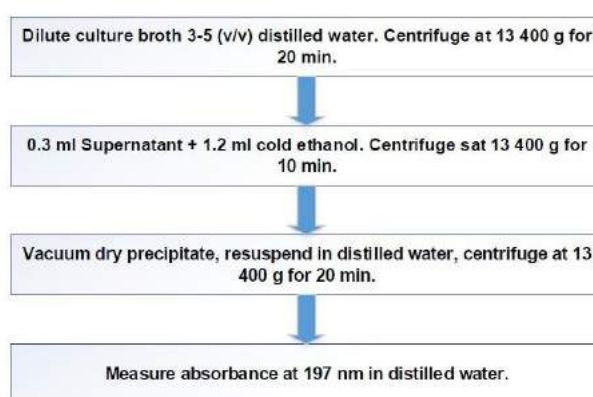 Dilute culture broth 3-5 (v/v) distilled water. Centrifuge at 13 400 g for
20 min.
0.3 ml Supernatant + 1.2 ml cold ethanol. Centrifuge sat 13 400 g for
10 min.
Vacuum dry precipitate, resuspend in distilled water, centrifuge at 13
400 g for 20 min.
Measure absorbance at 197 nm in distilled water.